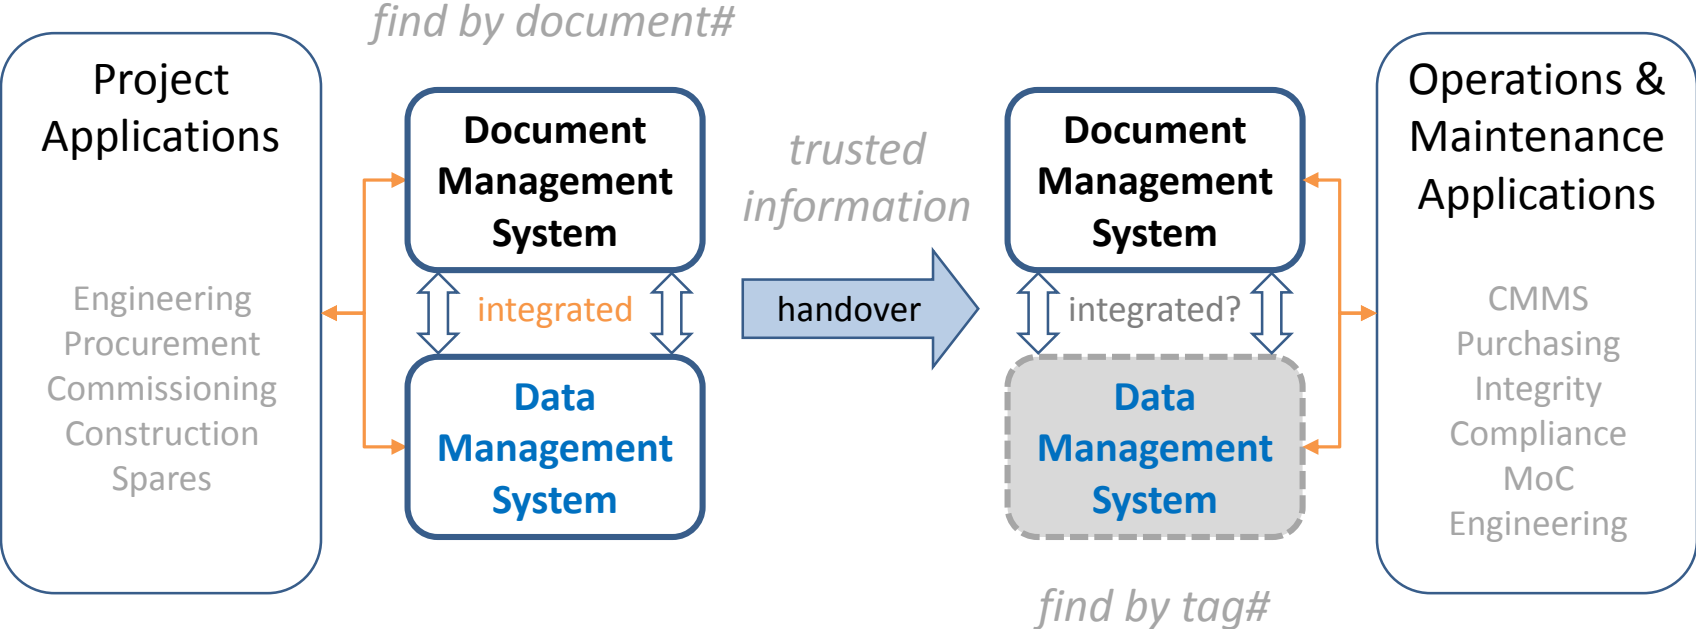 find by document#
Project
Applications
Engineering
Procurement
Commissioning
Construction
Spares
Document
Management
System
integrated
Data
Management
System
trusted
information
handover
Document
Management
System
integrated?
Data
Management
System
find by tag#
Operations &
Maintenance
Applications
CMMS
Purchasing
Integrity
Compliance
MoC
Engineering